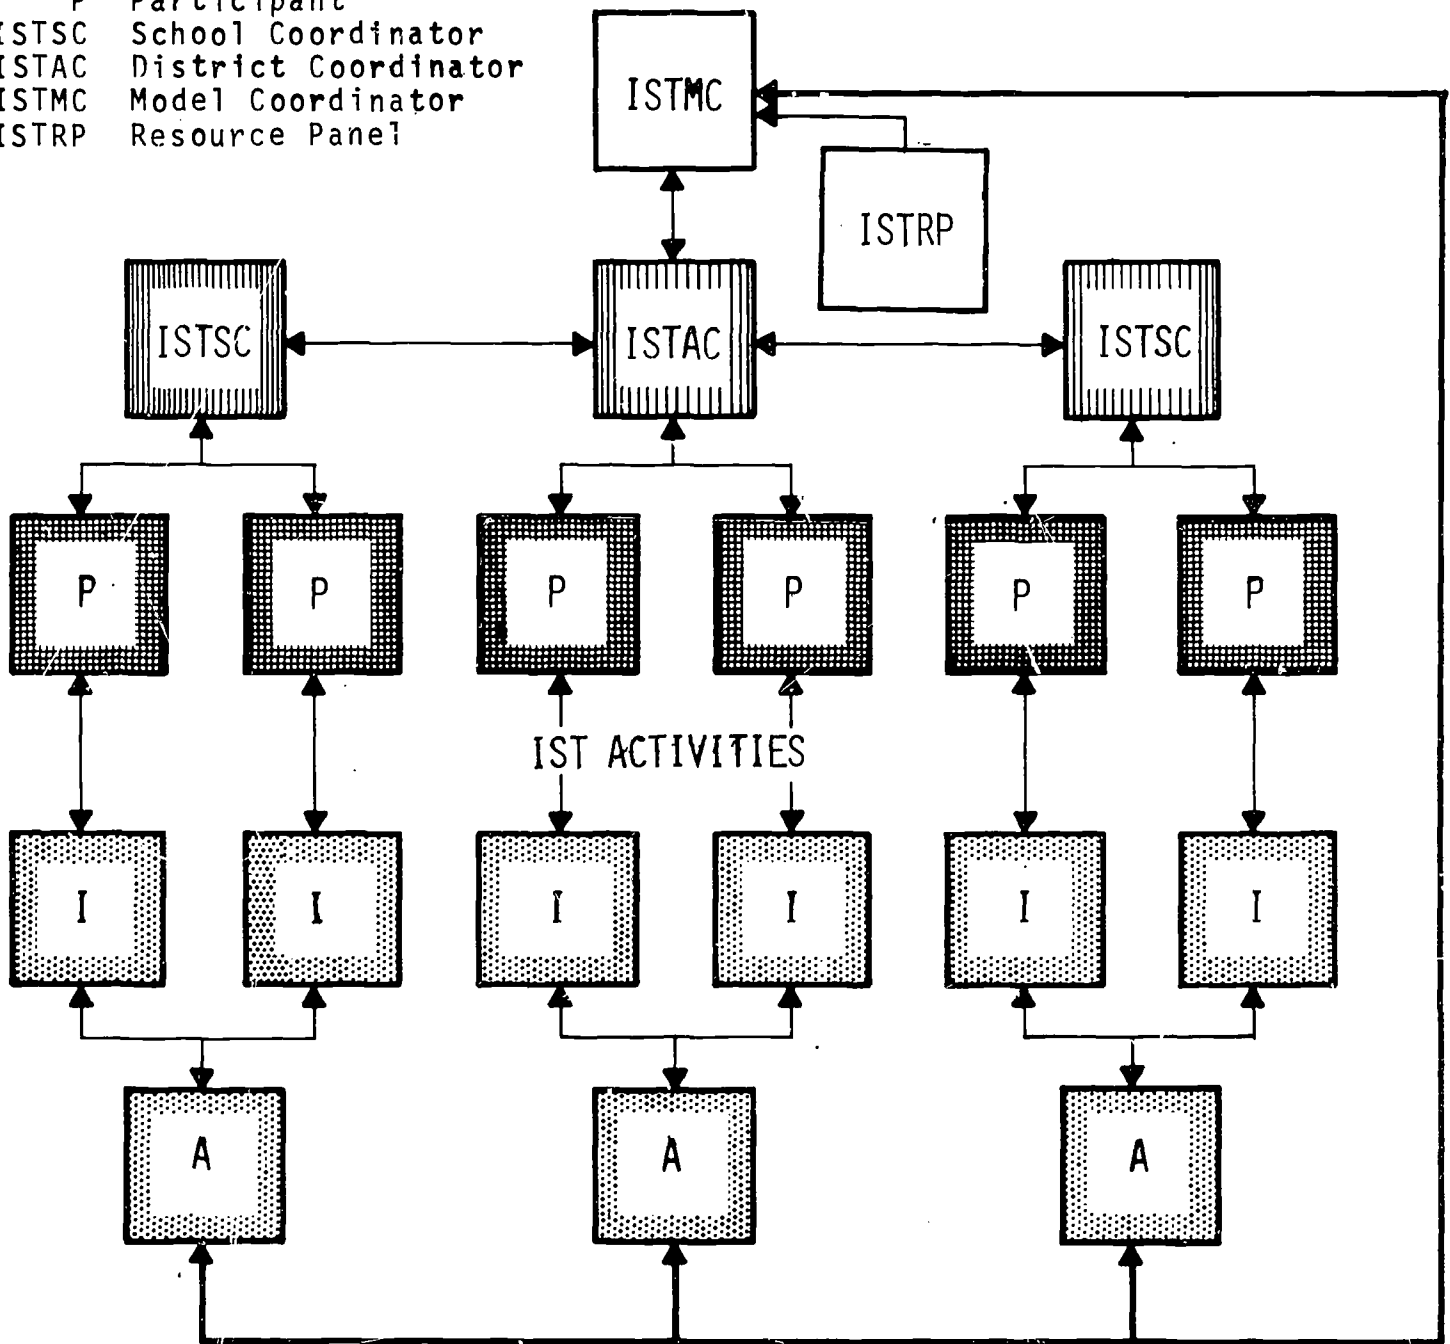 P Participant
ISTSC School Coordinator
ISTAC District Coordinator
ISTMC Model Coordinator
ISTRP Resource Panel
ISTMC
ISTRP
ISTSC ISTAC ISTSC
P P P P P P
IST ACTIVITIES
I I I I I I
A A A